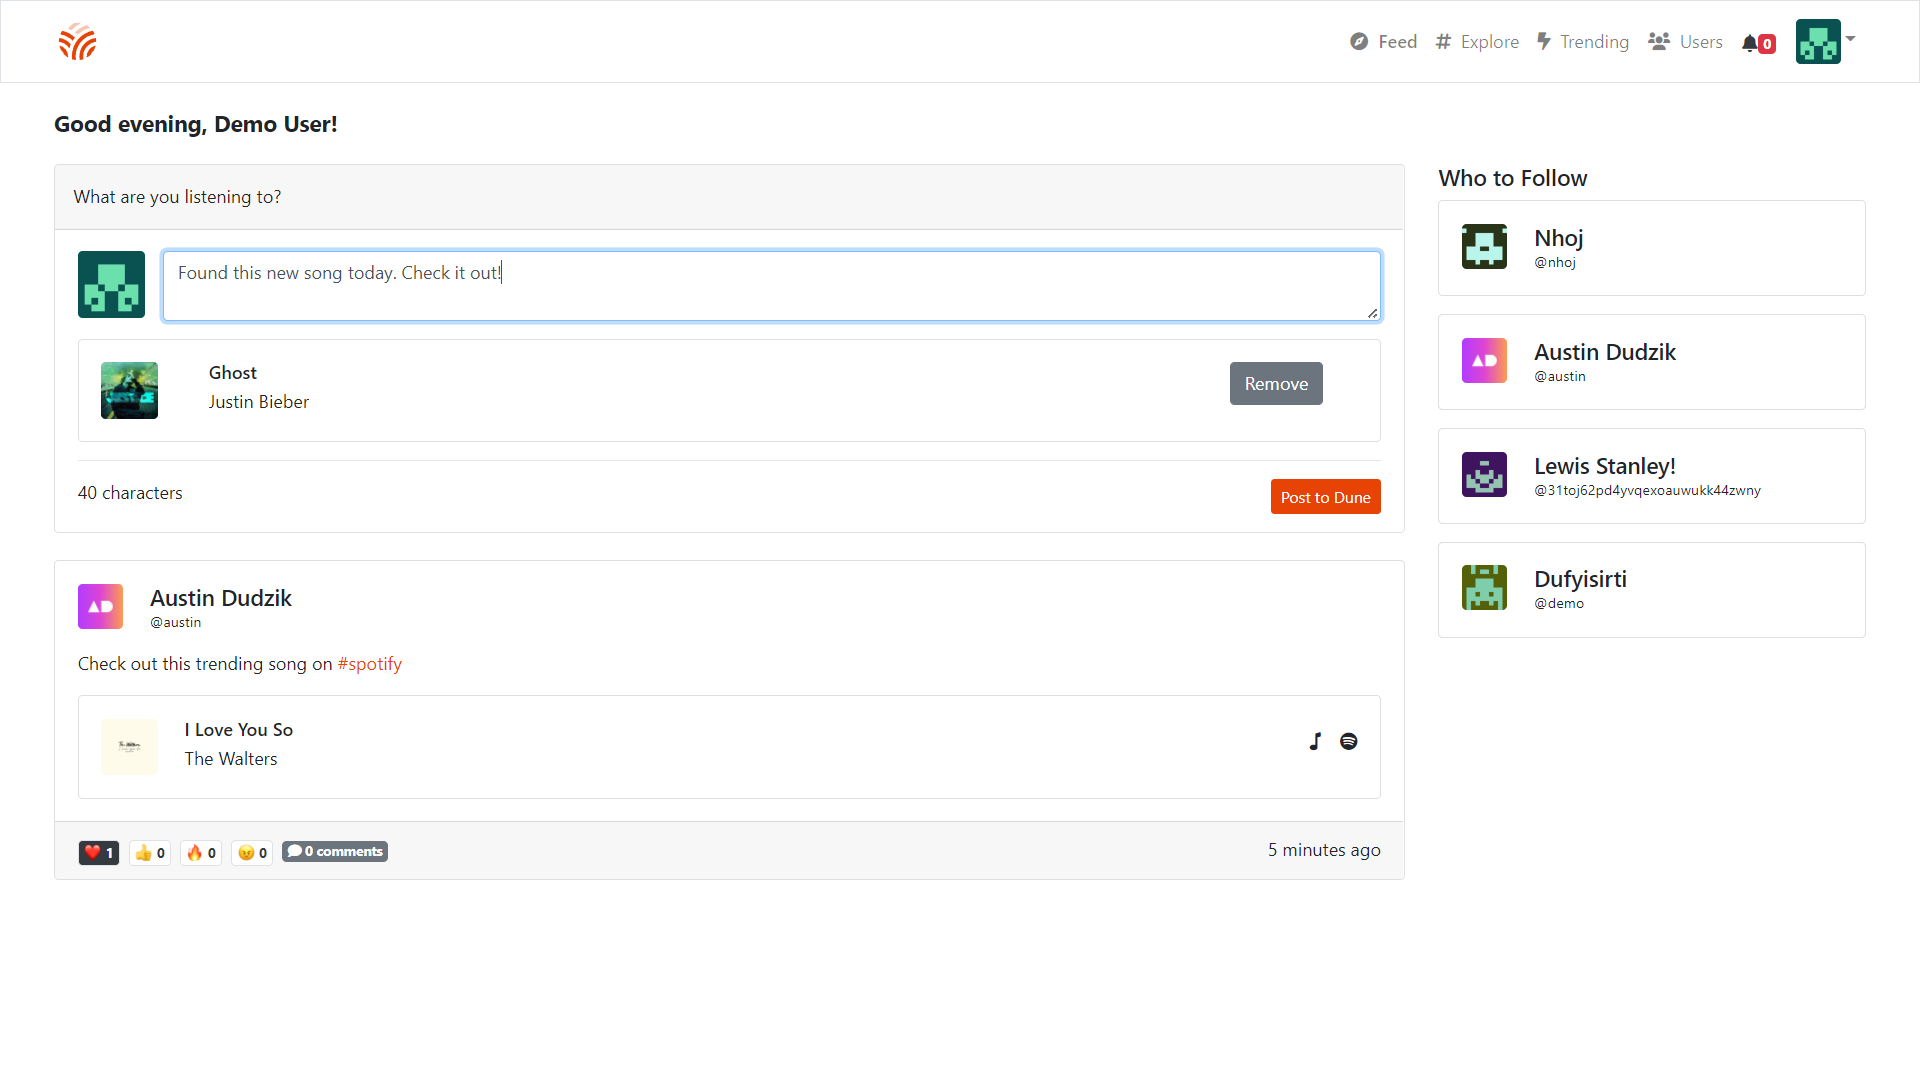 Feed
Explore
Trending
Users
0
Good evening, Demo User!
What are you listening to?
Found this new song today. Check it out!
Ghost
Justin Bieber
Remove
40 characters
Post to Dune
AD
Austin Dudzik
@austin
Check out this trending song on #spotify
I Love You So
The Walters
1
0
0
0
0 comments
5 minutes ago
Who to Follow
Nhoj
@nhoj
AD
Austin Dudzik
@austin
Lewis Stanley!
@31toj62pd4yvqexoauwukk44zwny
Dufyisirti
@demo